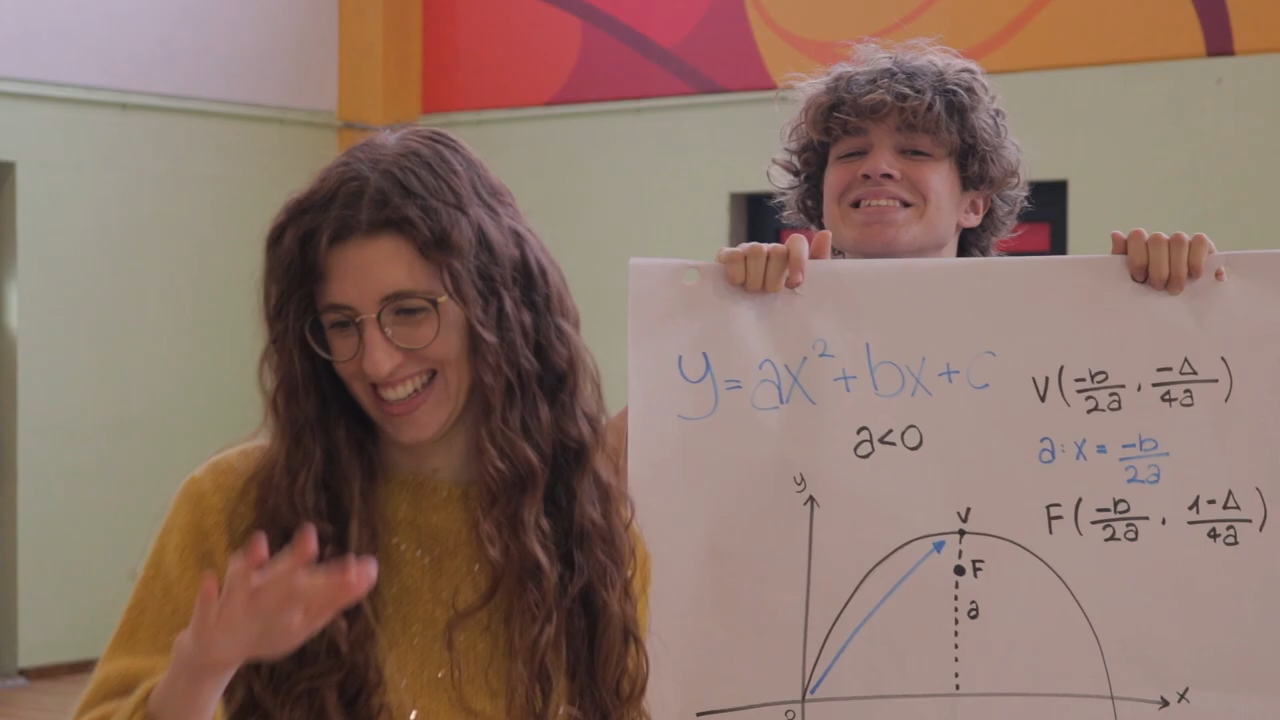 y=ax²+bx+c
a<0
V(-b/2a, -Δ/4a)
a: x = -b/2a
F(-b/2a, 1-Δ/4a)
y
V
F
a
x